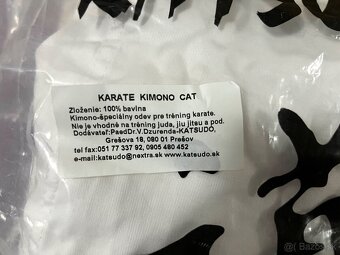 KATSUDO
KARATE KIMONO CAT
Zloženie: 100% bavlna
Kimono-špeciálny odev pre tréning karate.
Nie je vhodné na tréning juda, jiu jitsu a pod.
Dodávateľ:PaedDr.V.Dzurenda-KATSUDO,
Grešova 18, 080 01 Prešov
tel fax:051 77 337 92, 0905 480 452
e-mail:katsudo@nextra.sk www.katsudo.sk